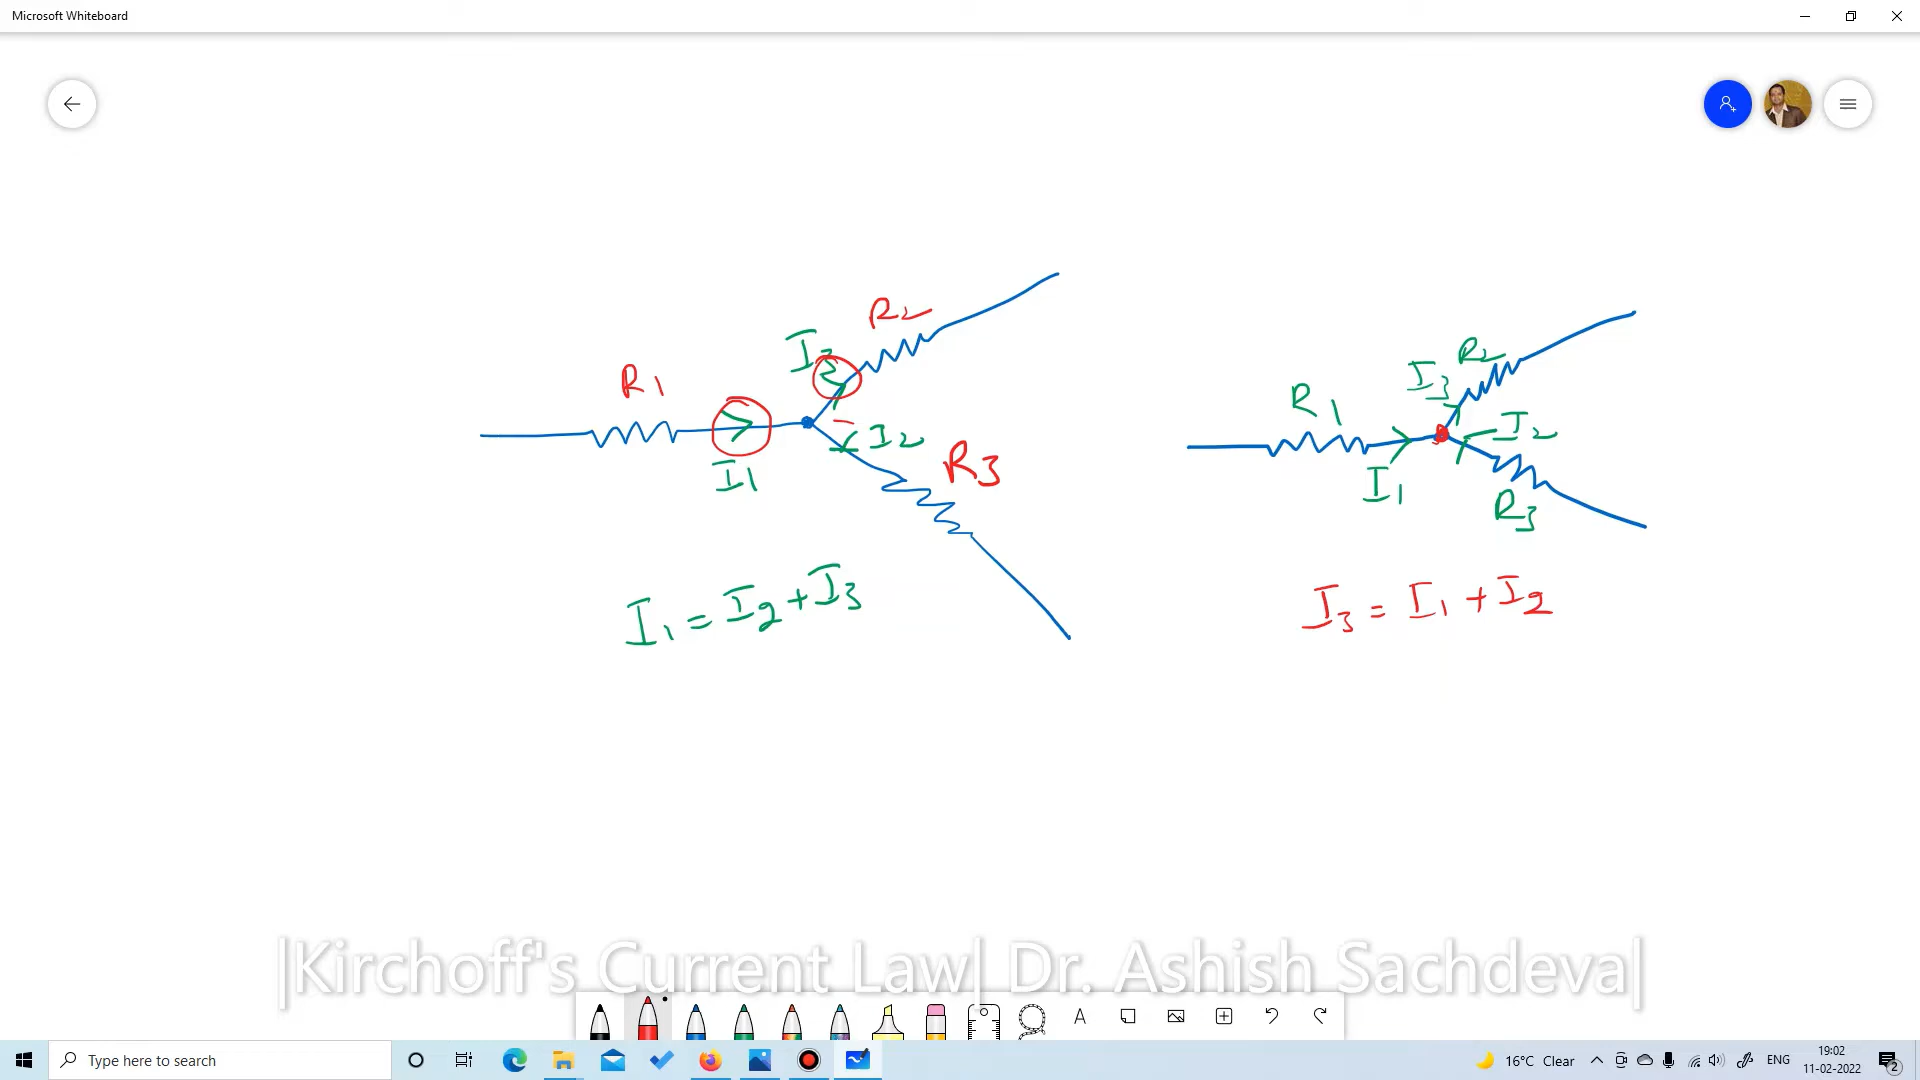 Microsoft Whiteboard
R2
I3
R1
I2
R3
I1
I1 = I2 + I3
R2
I3
R1
I2
I1
R3
I3 = I1 + I2
|Kirchoff's Current Law| Dr. Ashish Sachdeva|
A
Type here to search
16°C Clear
ENG
19:02
11-02-2022
2